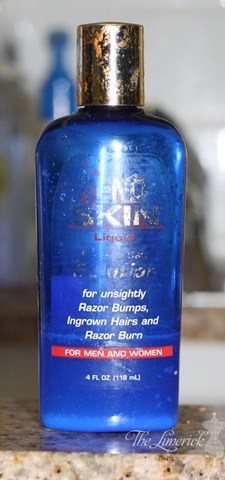 SKIN
Liquid
for unsightly
Razor Bumps,
Ingrown Hairs and
Razor Burn
FOR MEN AND WOMEN
4 FL OZ (118 mL)
The Limerick